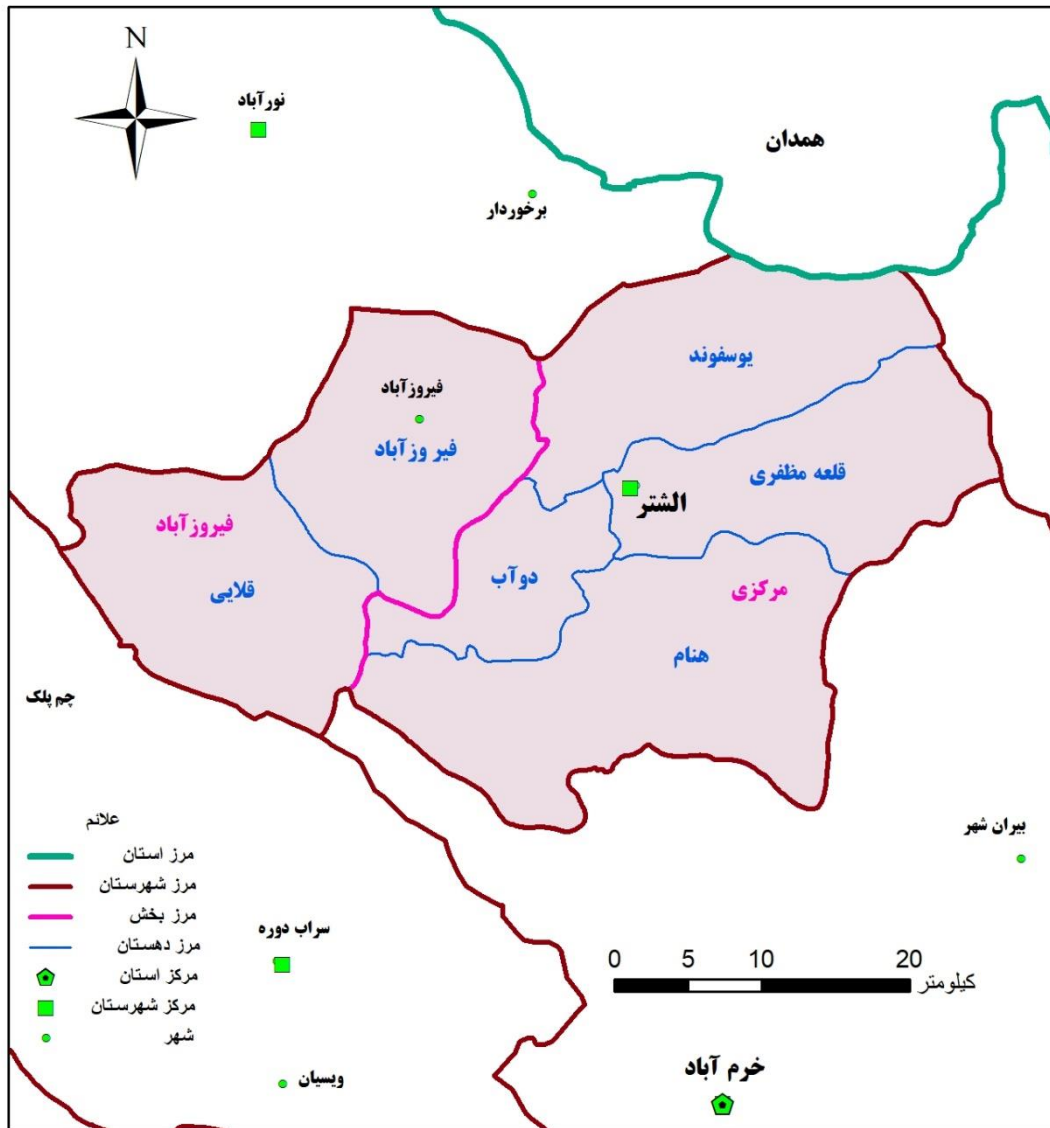 N
نورآباد
همدان
برخوردار
یوسفوند
فیروزآباد
فیر وزآباد
قلعه مظفری
الشتر
فیروزآباد
دوآب
قلایی
مرکزی
هنام
چم پلک
بیران شهر
علائم
مرز استان
مرز شهرستان
مرز بخش
مرز دهستان
مرکز استان
مرکز شهرستان
شهر
سراب دوره
0 5 10 20
کیلومتر
ویسیان
خرم آباد